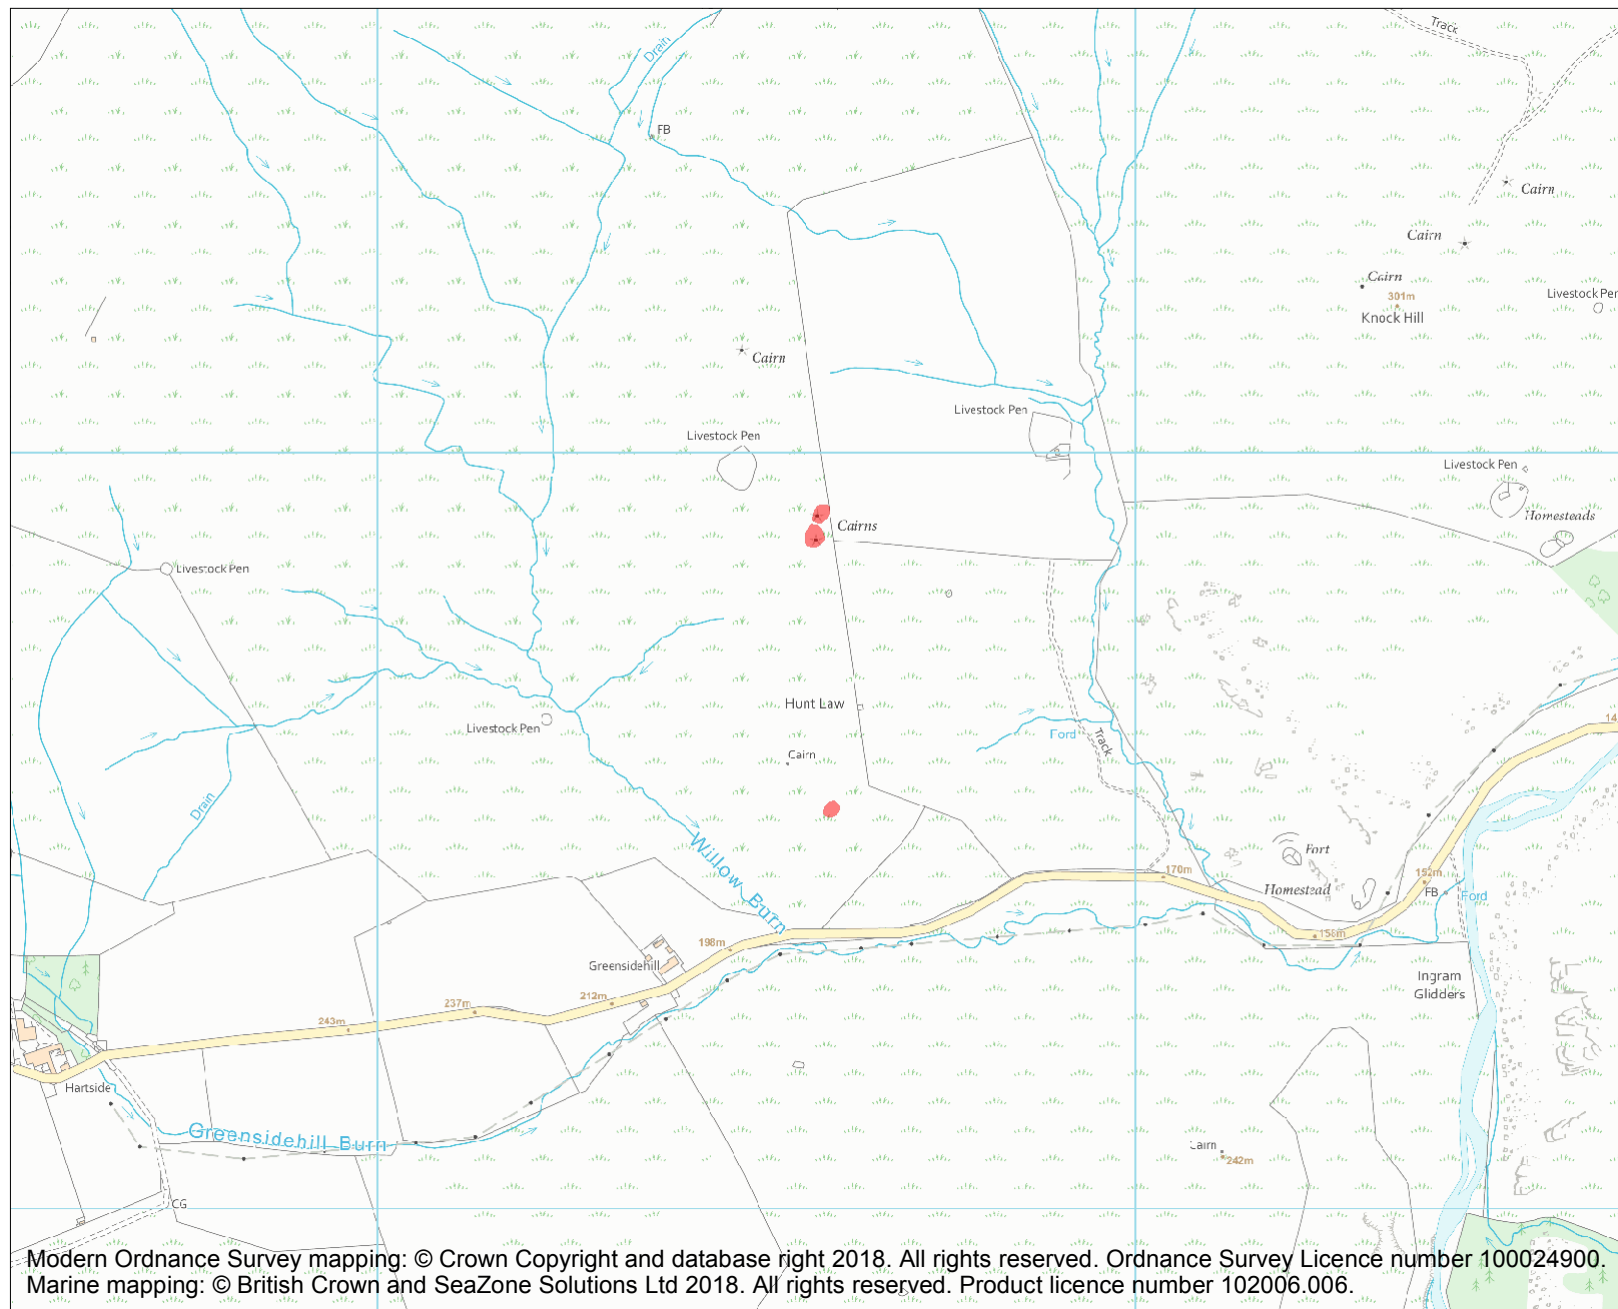 Track
Drain
FB
Cairn
Cairn
Cairn
301m
Knock Hill
Livestock Pen
Cairn
Livestock Pen
Livestock Pen
Livestock Pen
Homesteads
Cairns
Livestock Pen
Hunt Law
Livestock Pen
Ford
Track
14
Cairn
Drain
Willow Burn
Fort
170m
152m
Homestead
FB
Ford
198m
158m
Greensidehill
Ingram
Glidders
212m
237m
243m
Hartside
Greensidehill Burn
Cairn
242m
CG
Modern Ordnance Survey mapping: © Crown Copyright and database right 2018. All rights reserved. Ordnance Survey Licence number 100024900.
Marine mapping: © British Crown and SeaZone Solutions Ltd 2018. All rights reserved. Product licence number 102006.006.